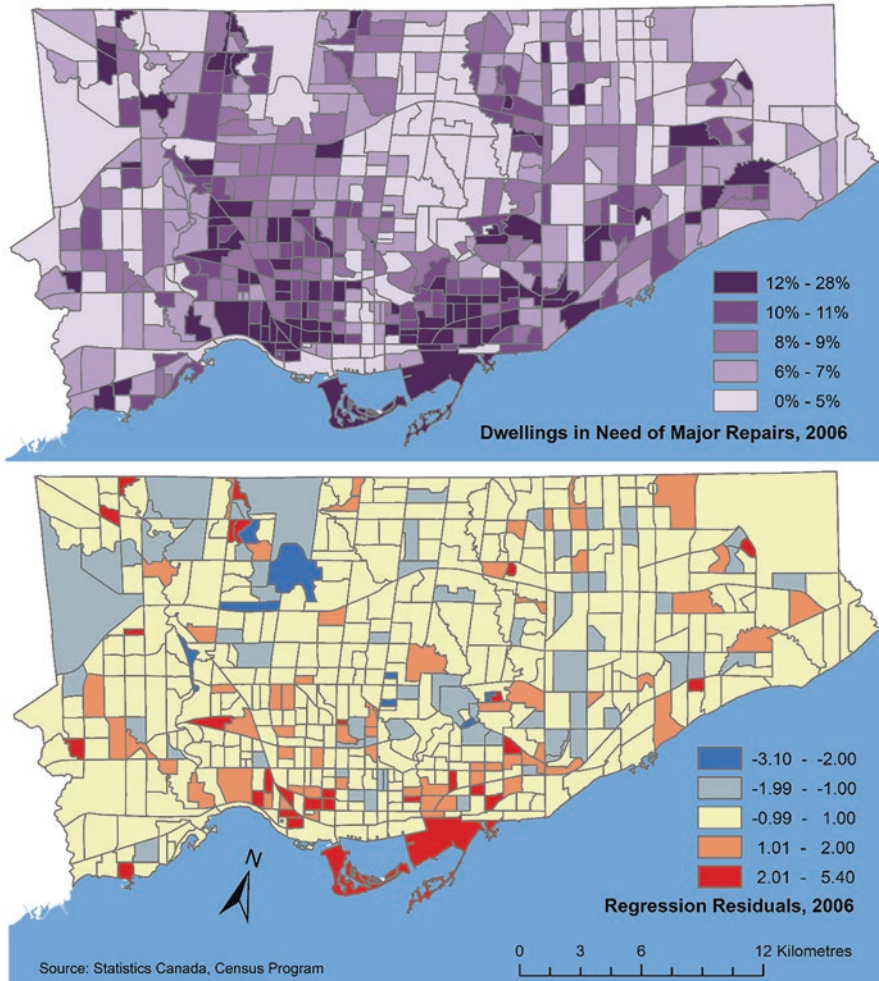 12% - 28%
10% - 11%
8% - 9%
6% - 7%
0% - 5%
Dwellings in Need of Major Repairs, 2006
-3.10 - -2.00
-1.99 - -1.00
-0.99 - 1.00
1.01 - 2.00
2.01 - 5.40
N
Regression Residuals, 2006
0 3 6 12 Kilometres
Source: Statistics Canada, Census Program